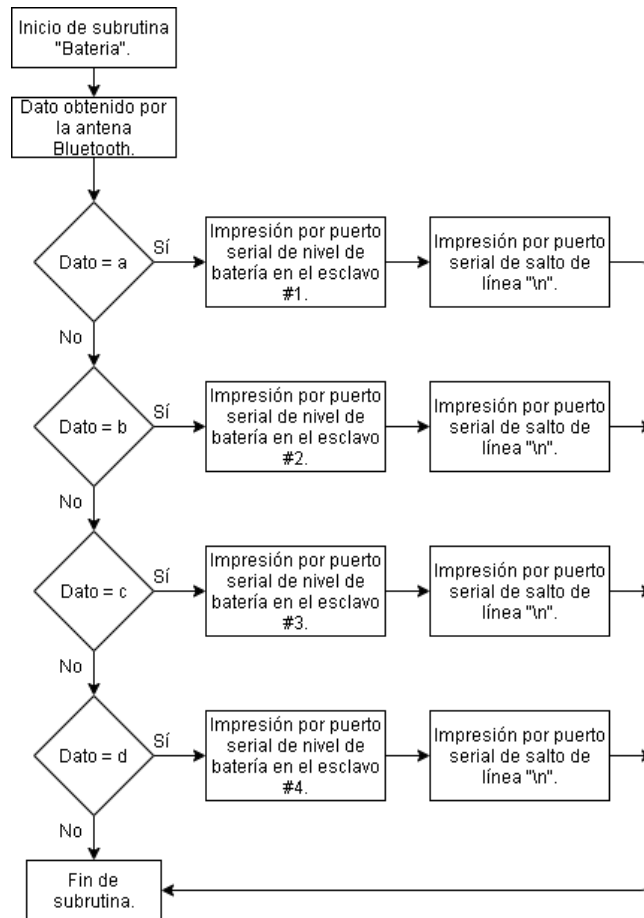 Inicio de subrutina
"Bateria".
Dato obtenido por
la antena
Bluetooth.
Dato = a
Sí
Impresión por puerto
serial de nivel de
batería en el esclavo
#1.
Impresión por puerto
serial de salto de
línea "\n".
No
Dato = b
Sí
Impresión por puerto
serial de nivel de
batería en el esclavo
#2.
Impresión por puerto
serial de salto de
línea "\n".
No
Dato = c
Sí
Impresión por puerto
serial de nivel de
batería en el esclavo
#3.
Impresión por puerto
serial de salto de
línea "\n".
No
Dato = d
Sí
Impresión por puerto
serial de nivel de
batería en el esclavo
#4.
Impresión por puerto
serial de salto de
línea "\n".
No
Fin de
subrutina.